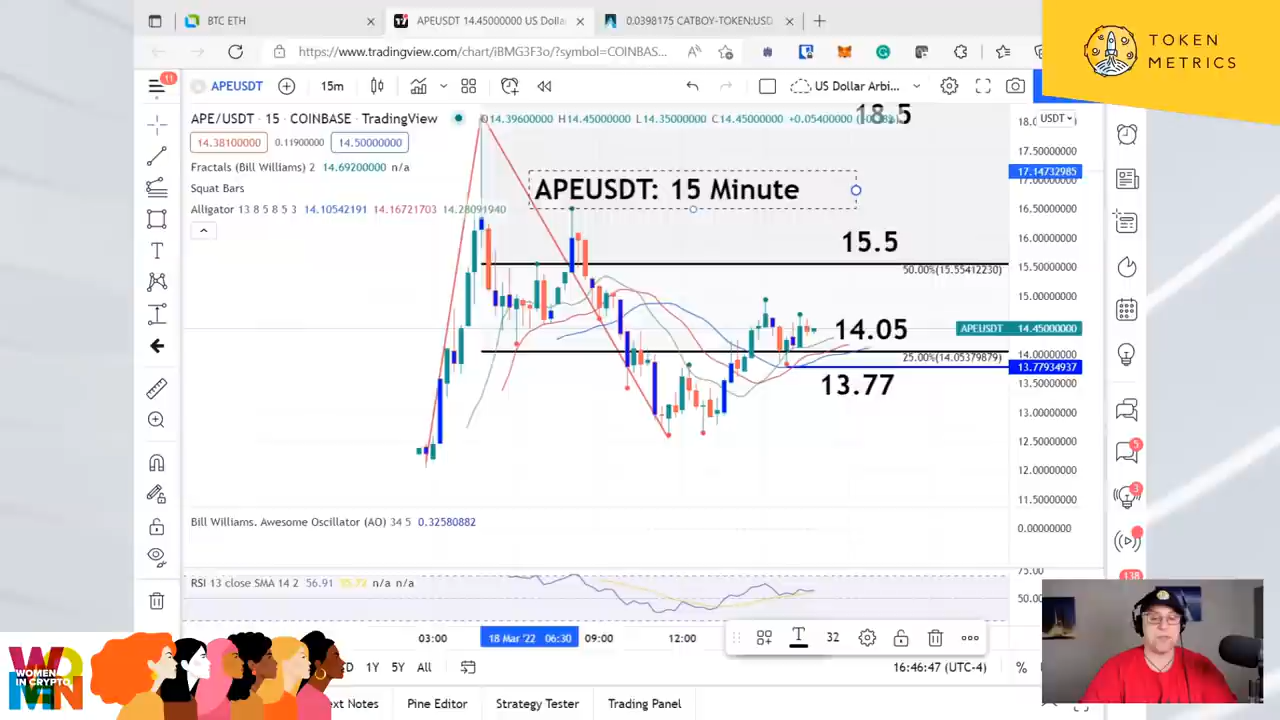 BTC ETH
APEUSDT 14.45000000 US Dolla
0.0398175 CATBOY-TOKEN:USD
TOKEN
METRICS
https://www.tradingview.com/chart/iBMG3F3o/?symbol=COINBAS...
11
APEUSDT
15m
US Dollar Arbi...
APE/USDT · 15 · COINBASE · TradingView
O14.39600000 H14.45000000 L14.35000000 C14.45000000 +0.05400000
18.5
USDT
14.38100000
0.11900000
14.50000000
Fractals (Bill Williams) 2 14.69200000 n/a
Squat Bars
Alligator 13 8 5 8 5 3 14.10542191 14.16721703 14.28091940
APEUSDT: 15 Minute
15.5
50.00%(15.55412230)
14.05
25.00%(14.05379879)
13.77
17.50000000
17.14732985
16.50000000
16.00000000
15.50000000
15.00000000
APEUSDT 14.45000000
14.00000000
13.77934937
13.50000000
13.00000000
12.50000000
12.00000000
11.50000000
0.00000000
Bill Williams. Awesome Oscillator (AO) 34 5 0.32580882
RSI 13 close SMA 14 2 56.91 n/a n/a
75.00
50.00
5
3
138
03:00
18 Mar '22 06:30
09:00
12:00
32
1Y
5Y
All
16:46:47 (UTC-4)
%
Pine Editor
Strategy Tester
Trading Panel
WOMEN
IN CRYPTO